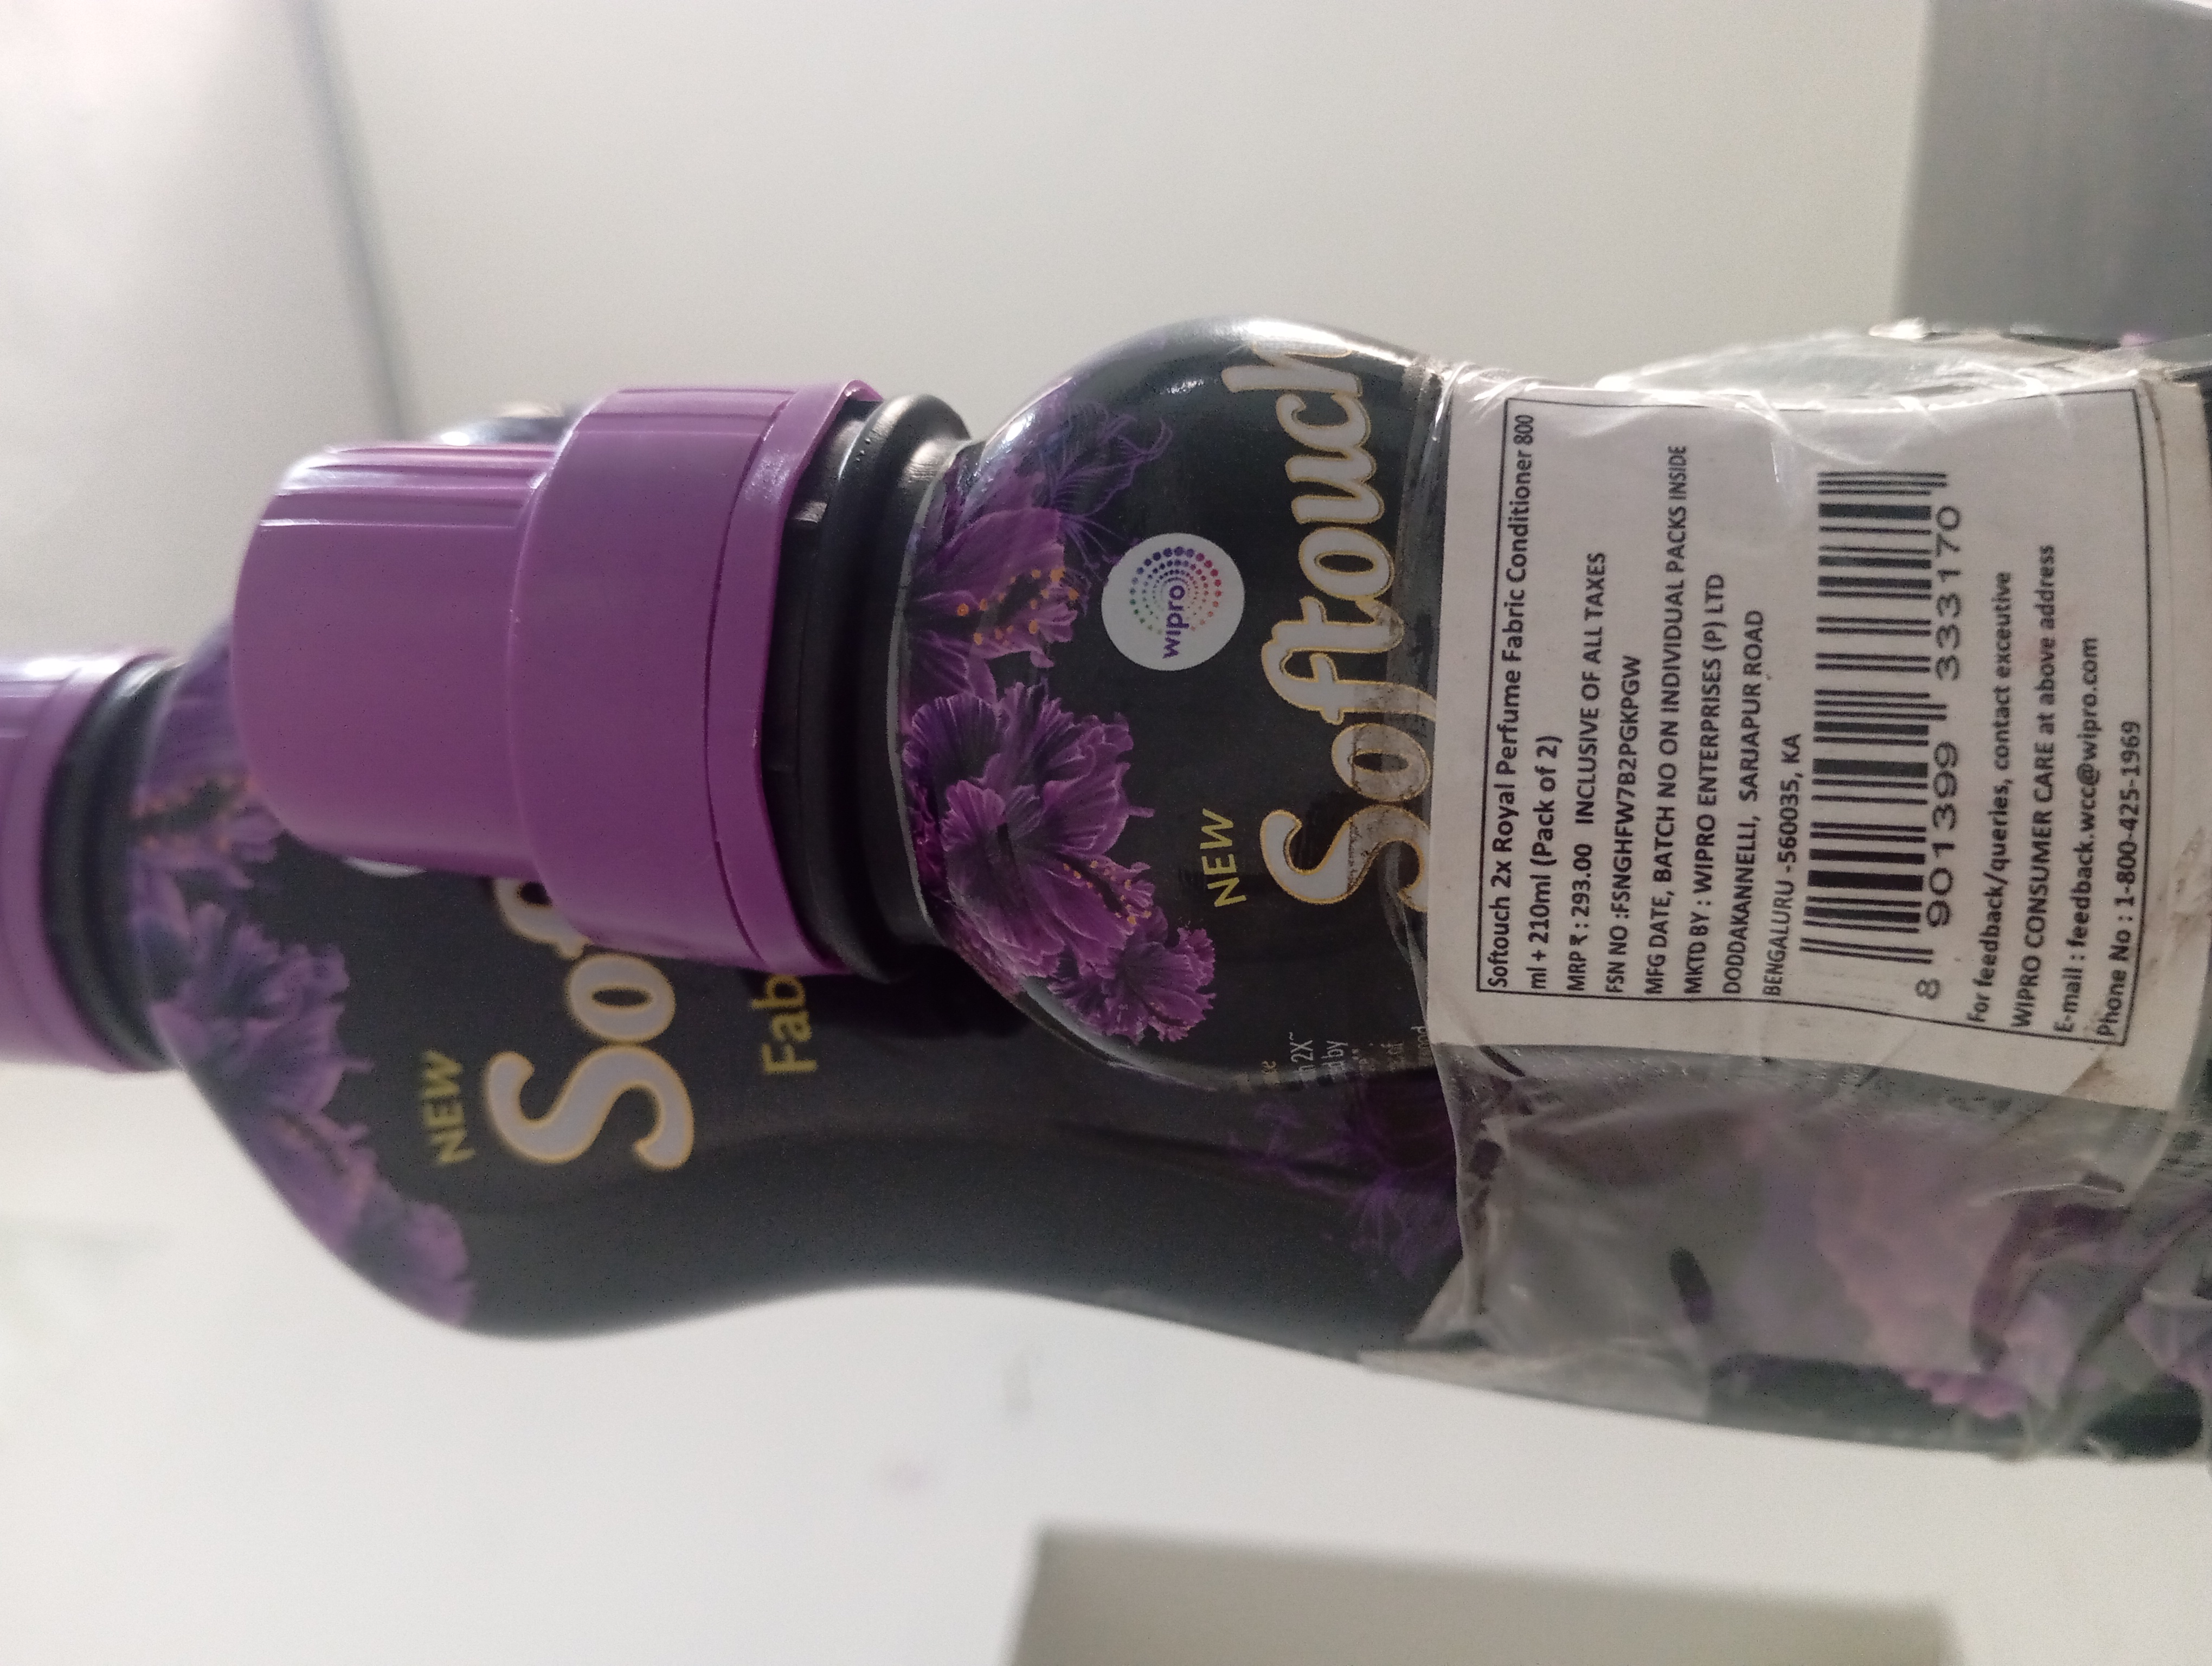 NEW
Sof
Fab
wipro
NEW
Softouch
Softouch 2x Royal Perfume Fabric Conditioner 800
ml + 210ml (Pack of 2)
MRP ₹ : 293.00 INCLUSIVE OF ALL TAXES
FSN NO :FSNGHFW7B2PGKPGW
MFG DATE, BATCH NO ON INDIVIDUAL PACKS INSIDE
MKTD BY : WIPRO ENTERPRISES (P) LTD
DODDAKANNELLI, SARJAPUR ROAD
BENGALURU -560035, KA
8 901399 333170
For feedback/queries, contact exceutive
WIPRO CONSUMER CARE at above address
E-mail : feedback.wcc@wipro.com
Phone No : 1-800-425-1969